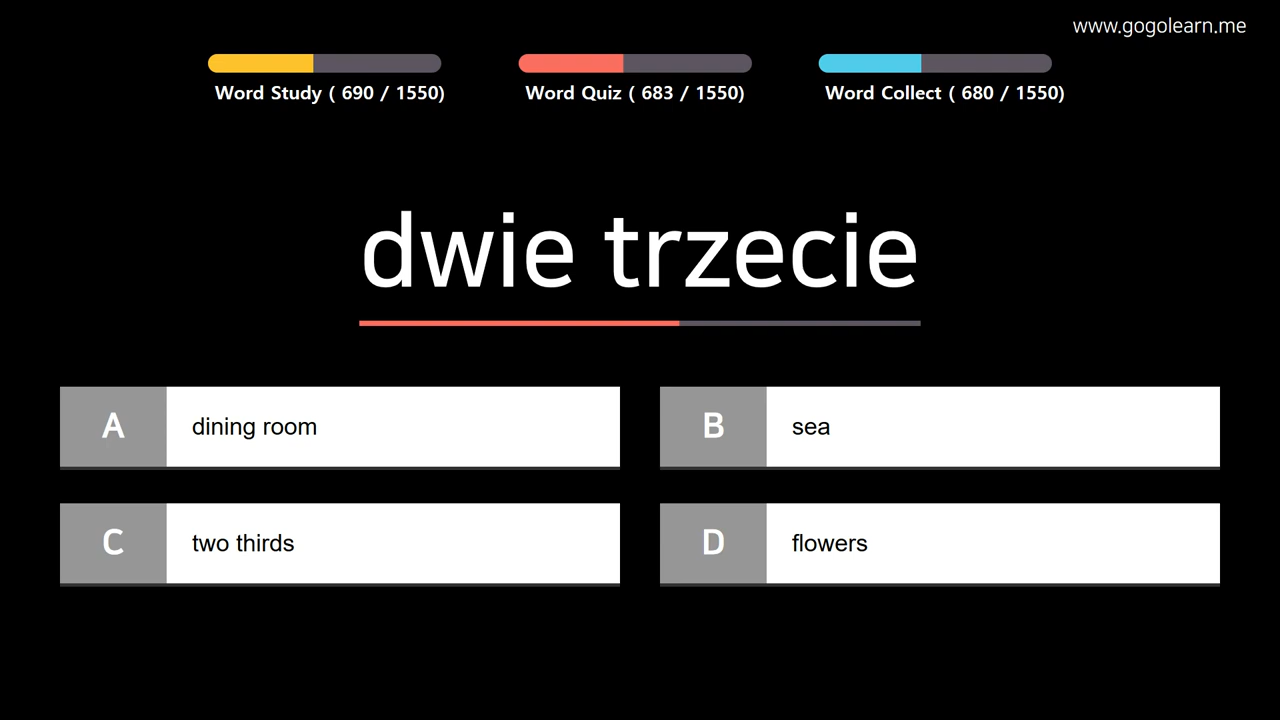 www.gogolearn.me
Word Study ( 690 / 1550)
Word Quiz ( 683 / 1550)
Word Collect ( 680 / 1550)
dwie trzecie
A dining room
B sea
C two thirds
D flowers